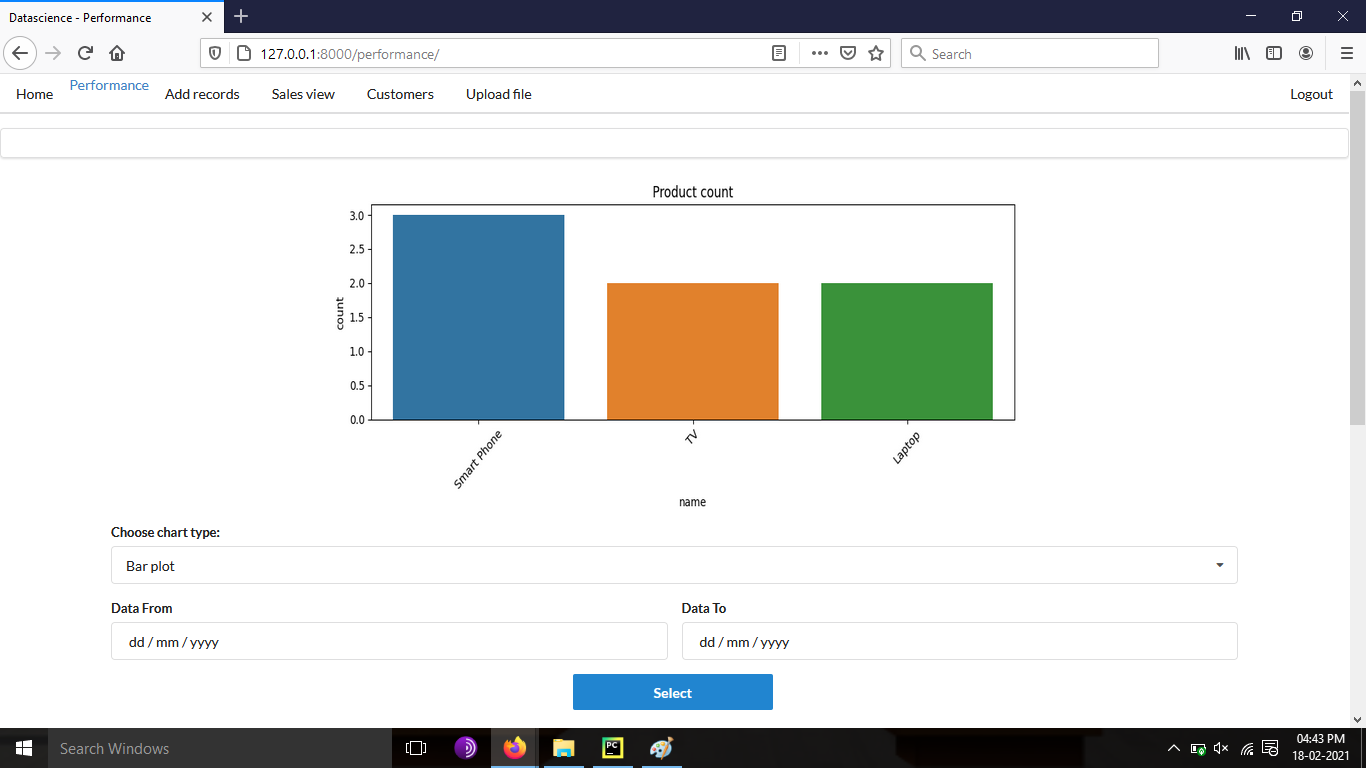 Datascience - Performance
127.0.0.1:8000/performance/
Search
Home Performance Add records Sales view Customers Upload file Logout
Product count
3.0
2.5
2.0
1.5
1.0
0.5
0.0
count
Smart Phone TV Laptop
name
Choose chart type:
Bar plot
Data From Data To
dd / mm / yyyy dd / mm / yyyy
Select
Search Windows
PC
04:43 PM
18-02-2021